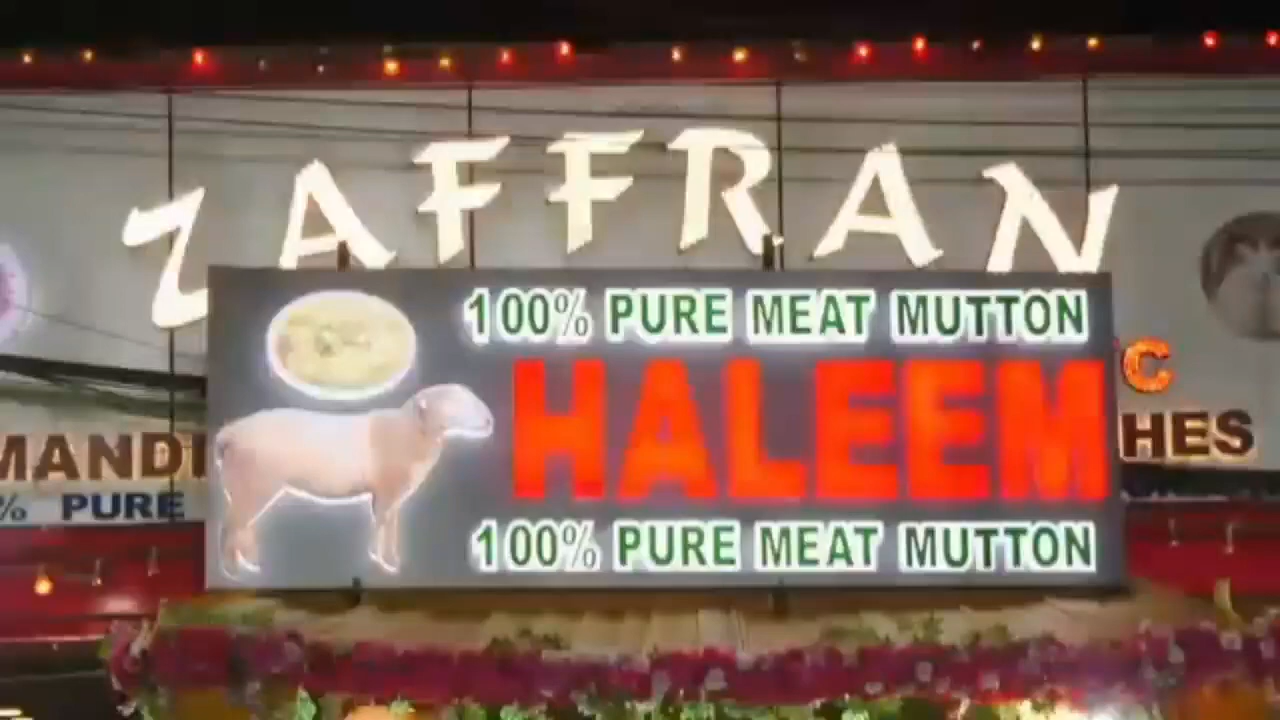 ZAFFRAN
100% PURE MEAT MUTTON
HALEEM
100% PURE MEAT MUTTON
C
HES
MANDI
% PURE